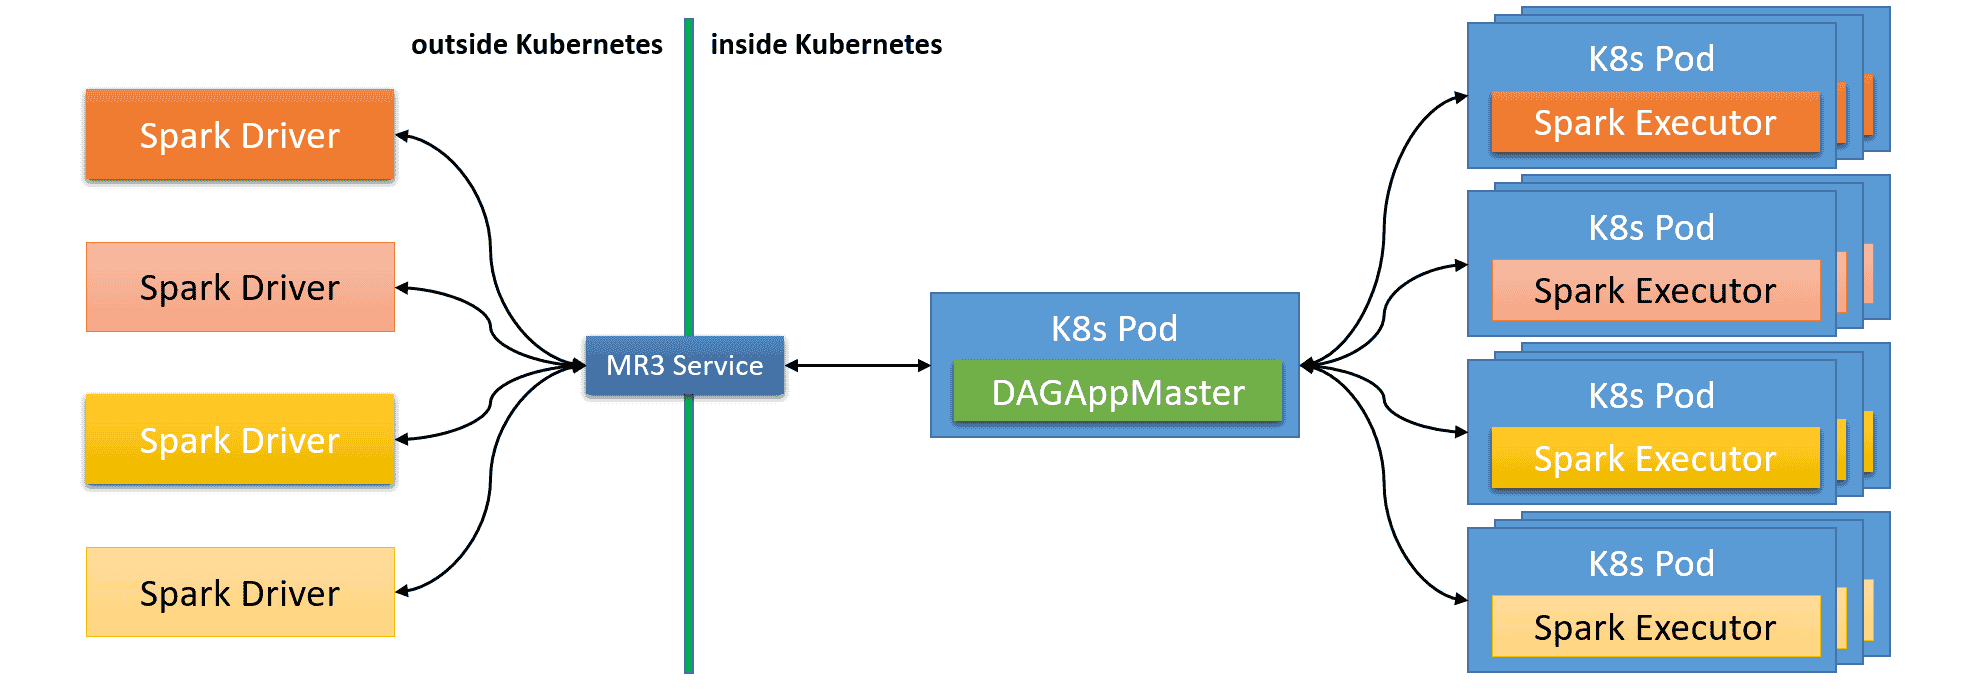 outside Kubernetes
inside Kubernetes
Spark Driver
Spark Driver
Spark Driver
Spark Driver
MR3 Service
K8s Pod
DAGAppMaster
K8s Pod
Spark Executor
K8s Pod
Spark Executor
K8s Pod
Spark Executor
K8s Pod
Spark Executor